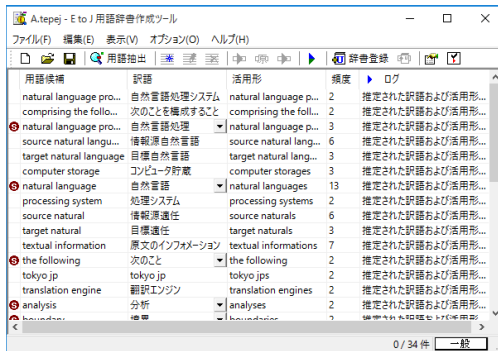 A.tepej - E to J 用語辞書作成ツール
ファイル(F) 編集(E) 表示(V) オプション(O) ヘルプ(H)
用語抽出 辞書登録
用語候補 訳語 活用形 頻度 ログ
natural language pro... 自然言語処理システム natural language p... 2 推定された訳語および活用形...
comprising the follo... 次のことを構成すること comprising the foll... 2 推定された訳語および活用形...
S natural language pro... 自然言語処理 natural language p... 3 推定された訳語および活用形...
source natural langu... 情報源自然言語 source natural lang... 6 推定された訳語および活用形...
target natural language 目標自然言語 target natural lang... 3 推定された訳語および活用形...
computer storage コンピュータ貯蔵 computer storages 3 推定された訳語および活用形...
S natural language 自然言語 natural languages 13 推定された訳語および活用形...
processing system 処理システム processing systems 2 推定された訳語および活用形...
source natural 情報源適任 source naturals 6 推定された訳語および活用形...
target natural 目標適任 target naturals 3 推定された訳語および活用形...
textual information 原文のインフォメーション textual informations 7 推定された訳語および活用形...
S the following 次のこと the following 2 推定された訳語および活用形...
tokyo jp tokyo jp tokyo jps 2 推定された訳語および活用形...
translation engine 翻訳エンジン translation engines 2 推定された訳語および活用形...
S analysis 分析 analyses 2 推定された訳語および活用形...
S boundary 境界 boundaries 2 推定された訳語および活用形...
0 / 34 件 一般